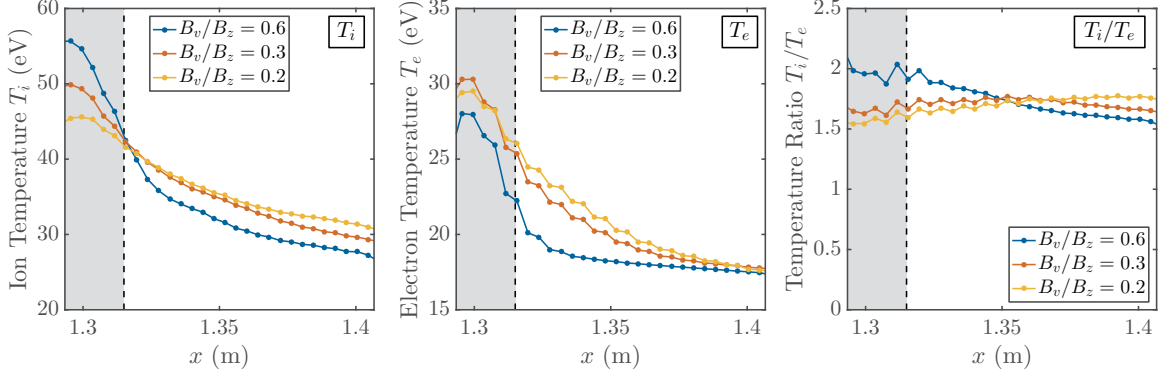 Ion Temperature T_i (eV)
60
50
40
30
20
1.3
1.35
1.4
x (m)
B_v/B_z = 0.6
B_v/B_z = 0.3
B_v/B_z = 0.2
T_i
Electron Temperature T_e (eV)
35
30
25
20
15
1.3
1.35
1.4
x (m)
B_v/B_z = 0.6
B_v/B_z = 0.3
B_v/B_z = 0.2
T_e
Temperature Ratio T_i/T_e
2.5
2
1.5
1
0.5
0
1.3
1.35
1.4
x (m)
T_i/T_e
B_v/B_z = 0.6
B_v/B_z = 0.3
B_v/B_z = 0.2